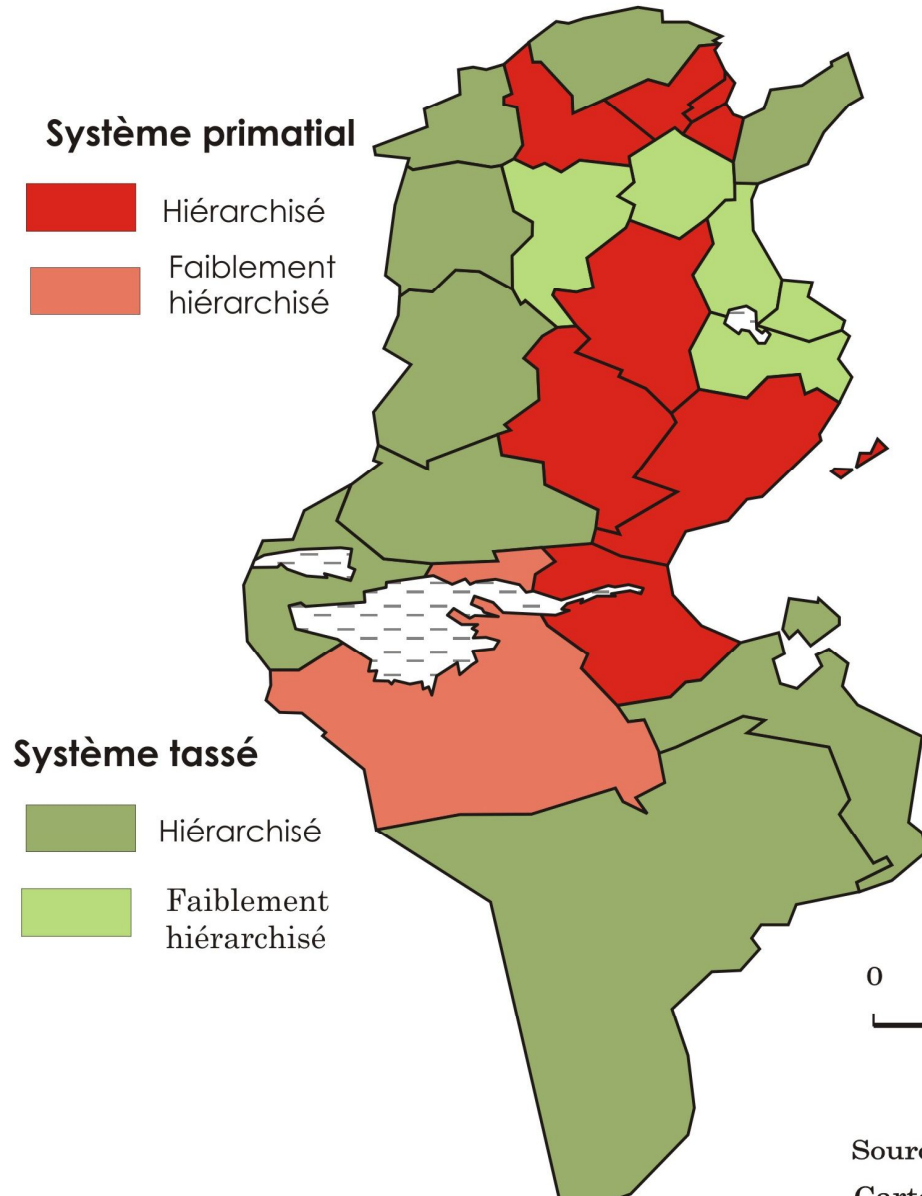 Système primatial
Hiérarchisé
Faiblement
hiérarchisé
Système tassé
Hiérarchisé
Faiblement
hiérarchisé
0